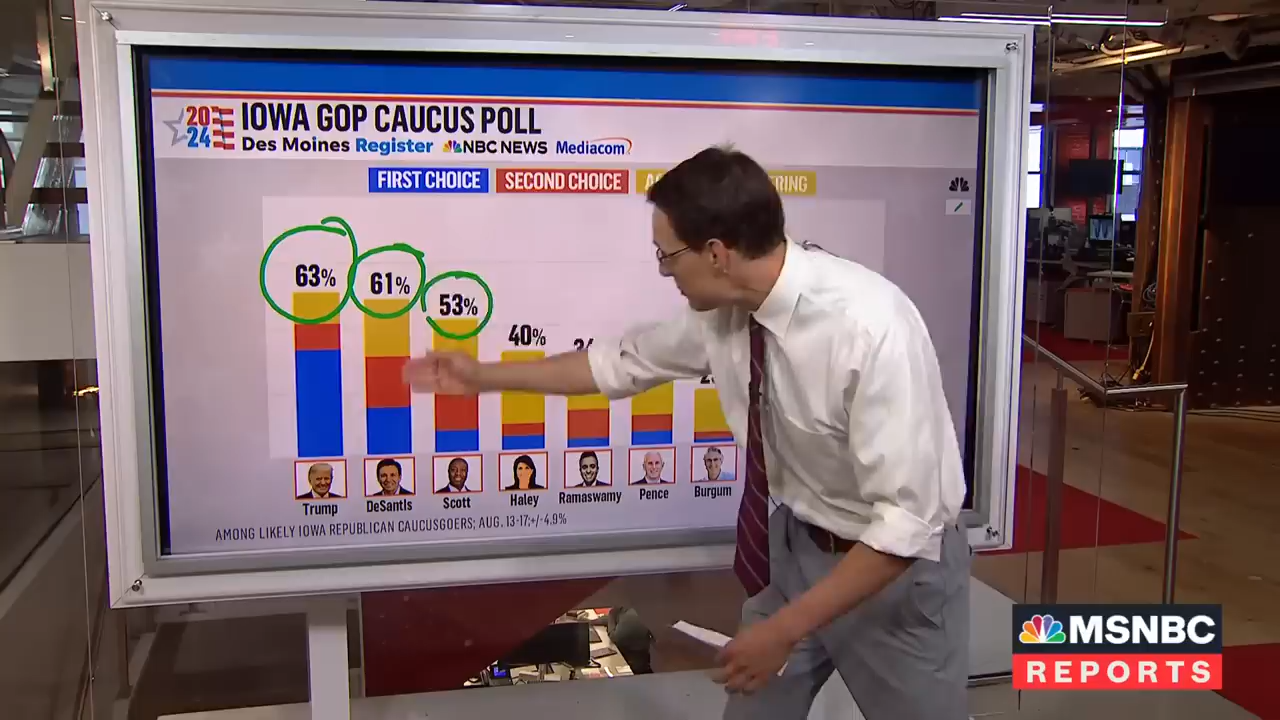 2024
IOWA GOP CAUCUS POLL
Des Moines Register NBC NEWS Mediacom
FIRST CHOICE SECOND CHOICE
63% 61% 53% 40%
Trump DeSantis Scott Haley Ramaswamy Pence Burgum
AMONG LIKELY IOWA REPUBLICAN CAUCUSGOERS; AUG. 13-17;+/-4.9%
MSNBC
REPORTS